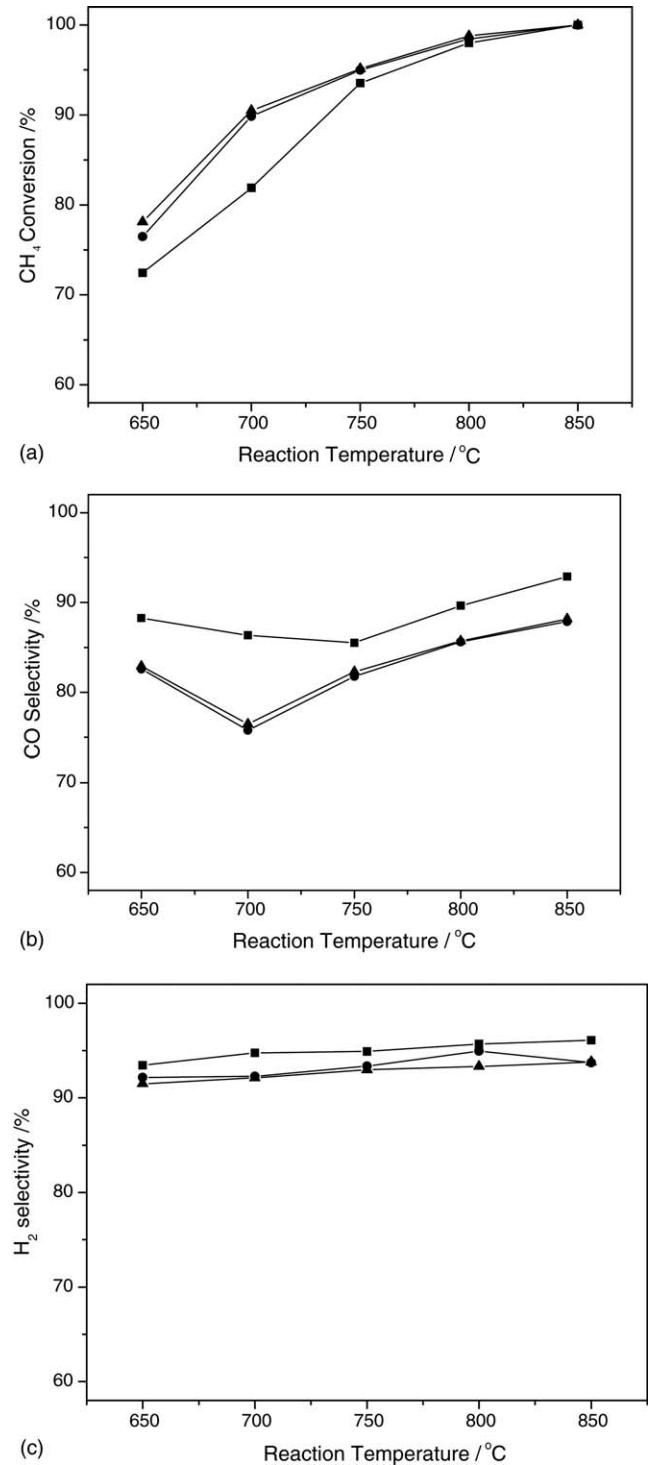 100
90
80
70
60
CH₄ Conversion /%
650 700 750 800 850
Reaction Temperature / °C
(a)
100
90
80
70
60
CO Selectivity /%
650 700 750 800 850
Reaction Temperature / °C
(b)
100
90
80
70
60
H₂ selectivity /%
650 700 750 800 850
Reaction Temperature / °C
(c)